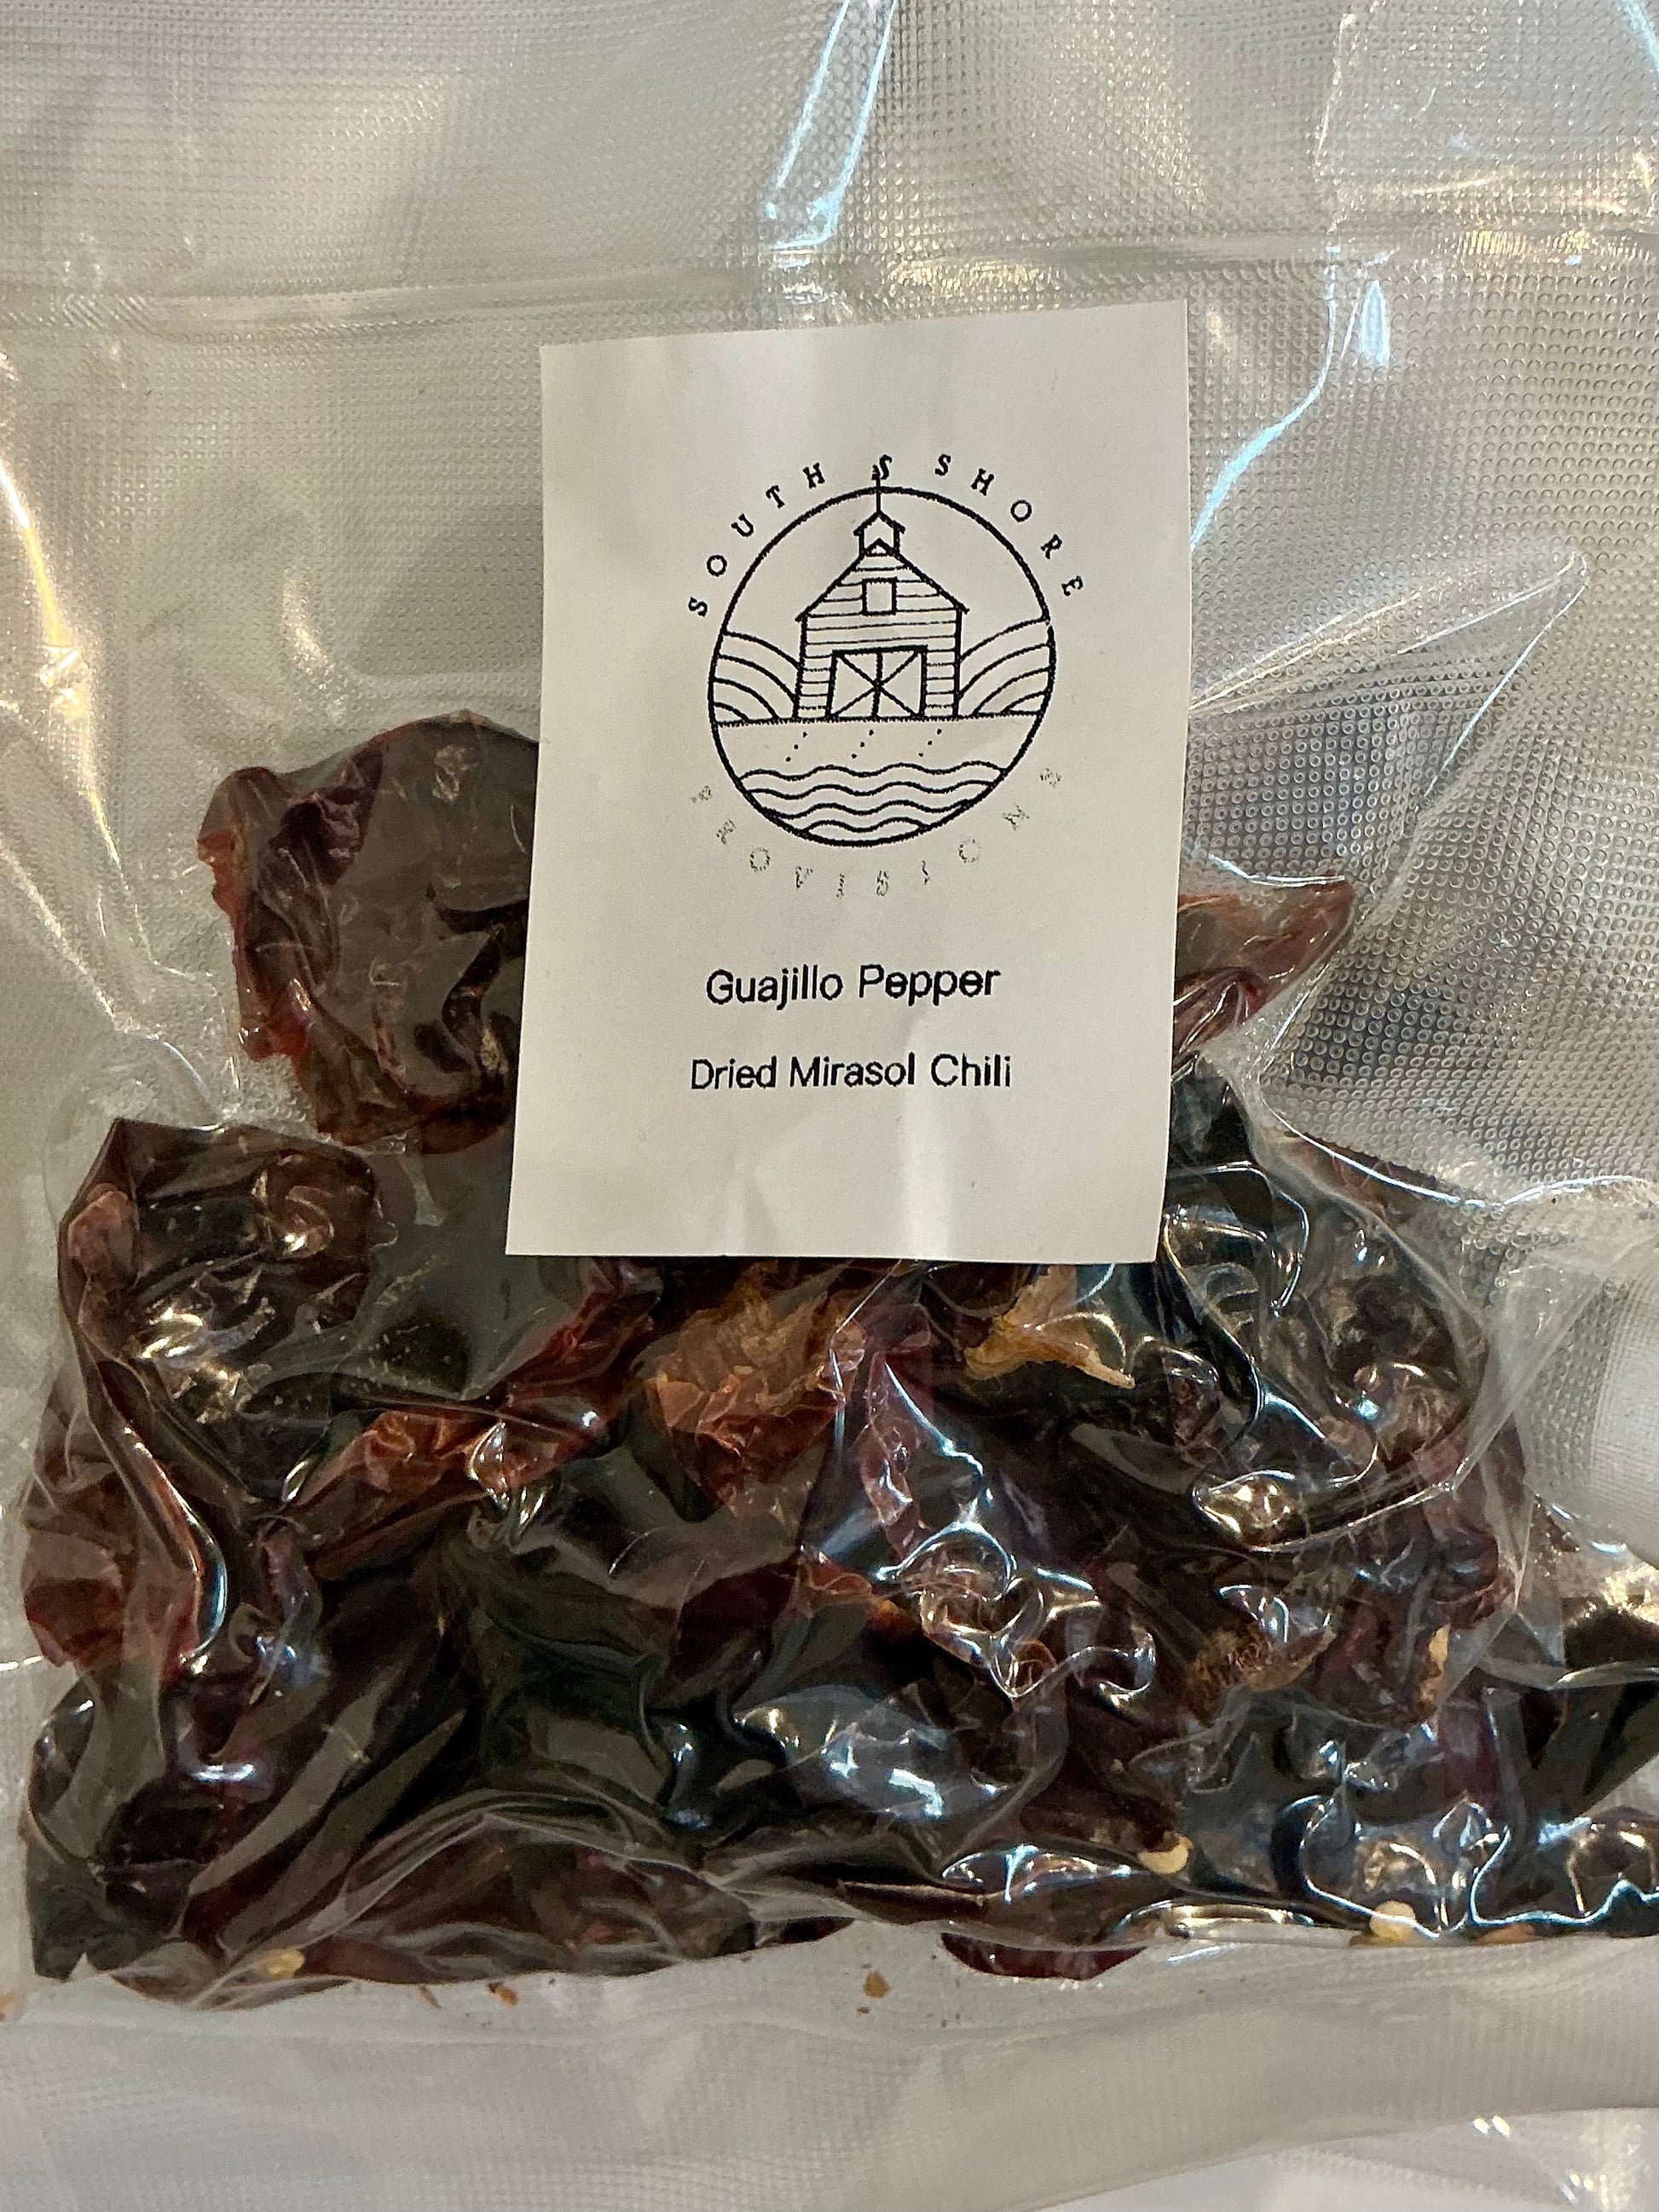 SOUTH SHORE
PROVISIONS
Guajillo Pepper
Dried Mirasol Chili